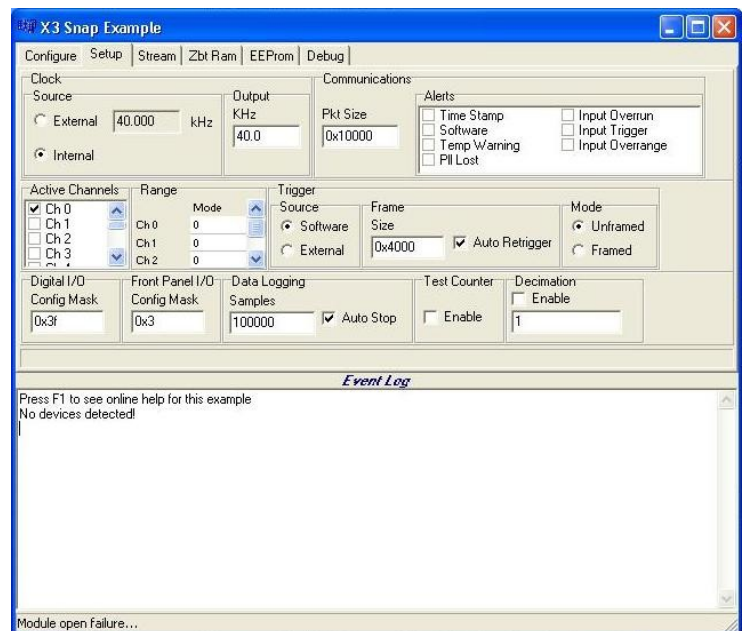 X3 Snap Example
Configure Setup Stream Zbt Ram EEProm Debug
Clock
Source
External 40.000 kHz
Internal
Output
KHz
40.0
Communications
Pkt Size
0x10000
Alerts
Time Stamp
Software
Temp Warning
Pll Lost
Input Overrun
Input Trigger
Input Overrange
Active Channels
Ch 0
Ch 1
Ch 2
Ch 3
Range
Mode
Ch 0 0
Ch 1 0
Ch 2 0
Trigger
Source
Software
External
Frame
Size
0x4000
Auto Retrigger
Mode
Unframed
Framed
Digital I/O
Config Mask
0x3f
Front Panel I/O
Config Mask
0x3
Data Logging
Samples
100000
Auto Stop
Test Counter
Enable
Decimation
Enable
1
Event Log
Press F1 to see online help for this example
No devices detected!
Module open failure...